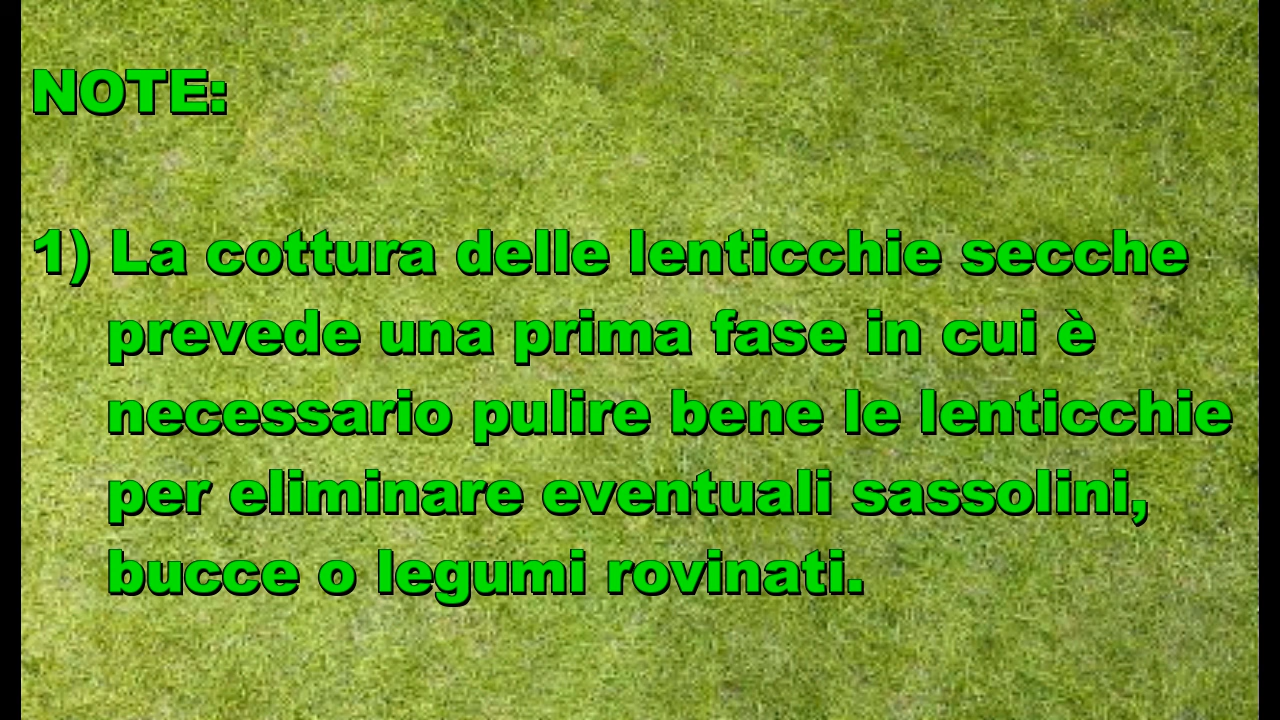 NOTE:
1) La cottura delle lenticchie secche
prevede una prima fase in cui è
necessario pulire bene le lenticchie
per eliminare eventuali sassolini,
bucce o legumi rovinati.